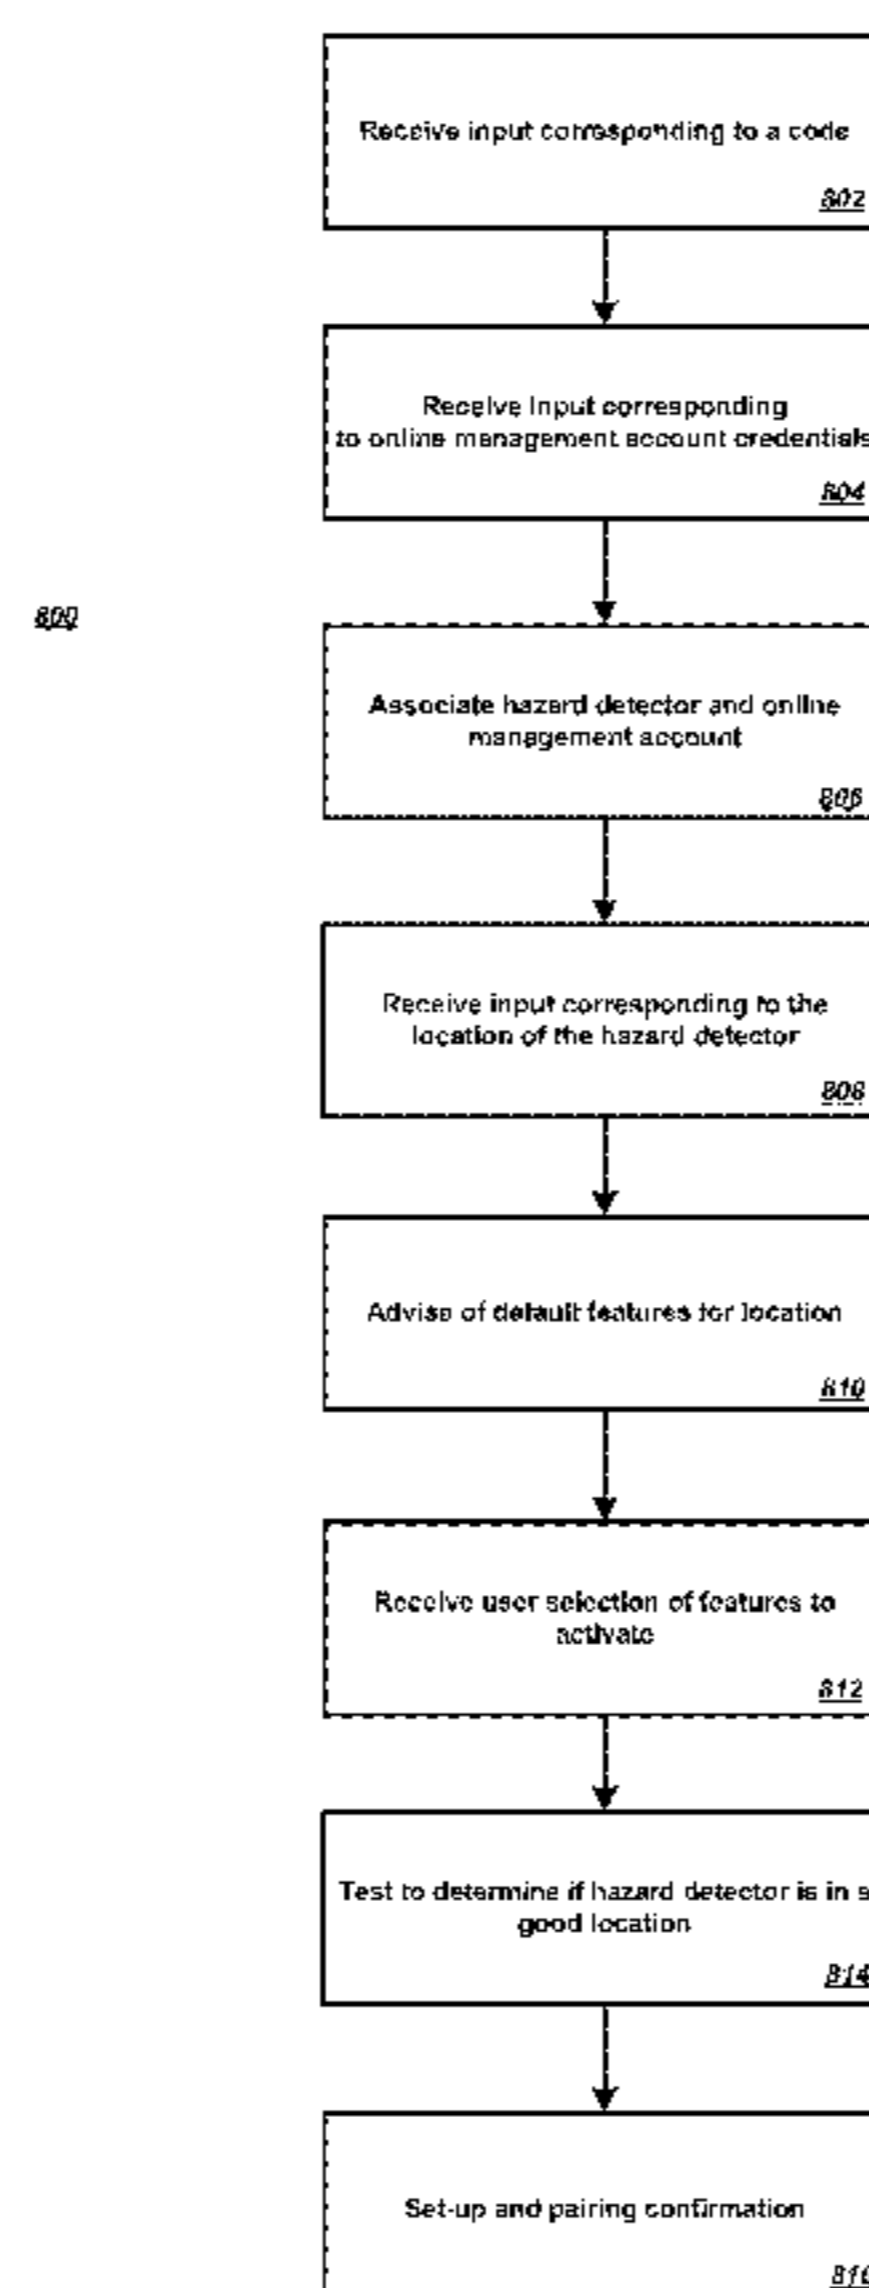 Receive input corresponding to a code
802
Receive Input corresponding
to online management account credentials
804
800
Associate hazard detector and online
management account
806
Receive input corresponding to the
location of the hazard detector
808
Advise of default features for location
810
Receive user selection of features to
activate
812
Test to determine if hazard detector is in a
good location
814
Set-up and pairing confirmation